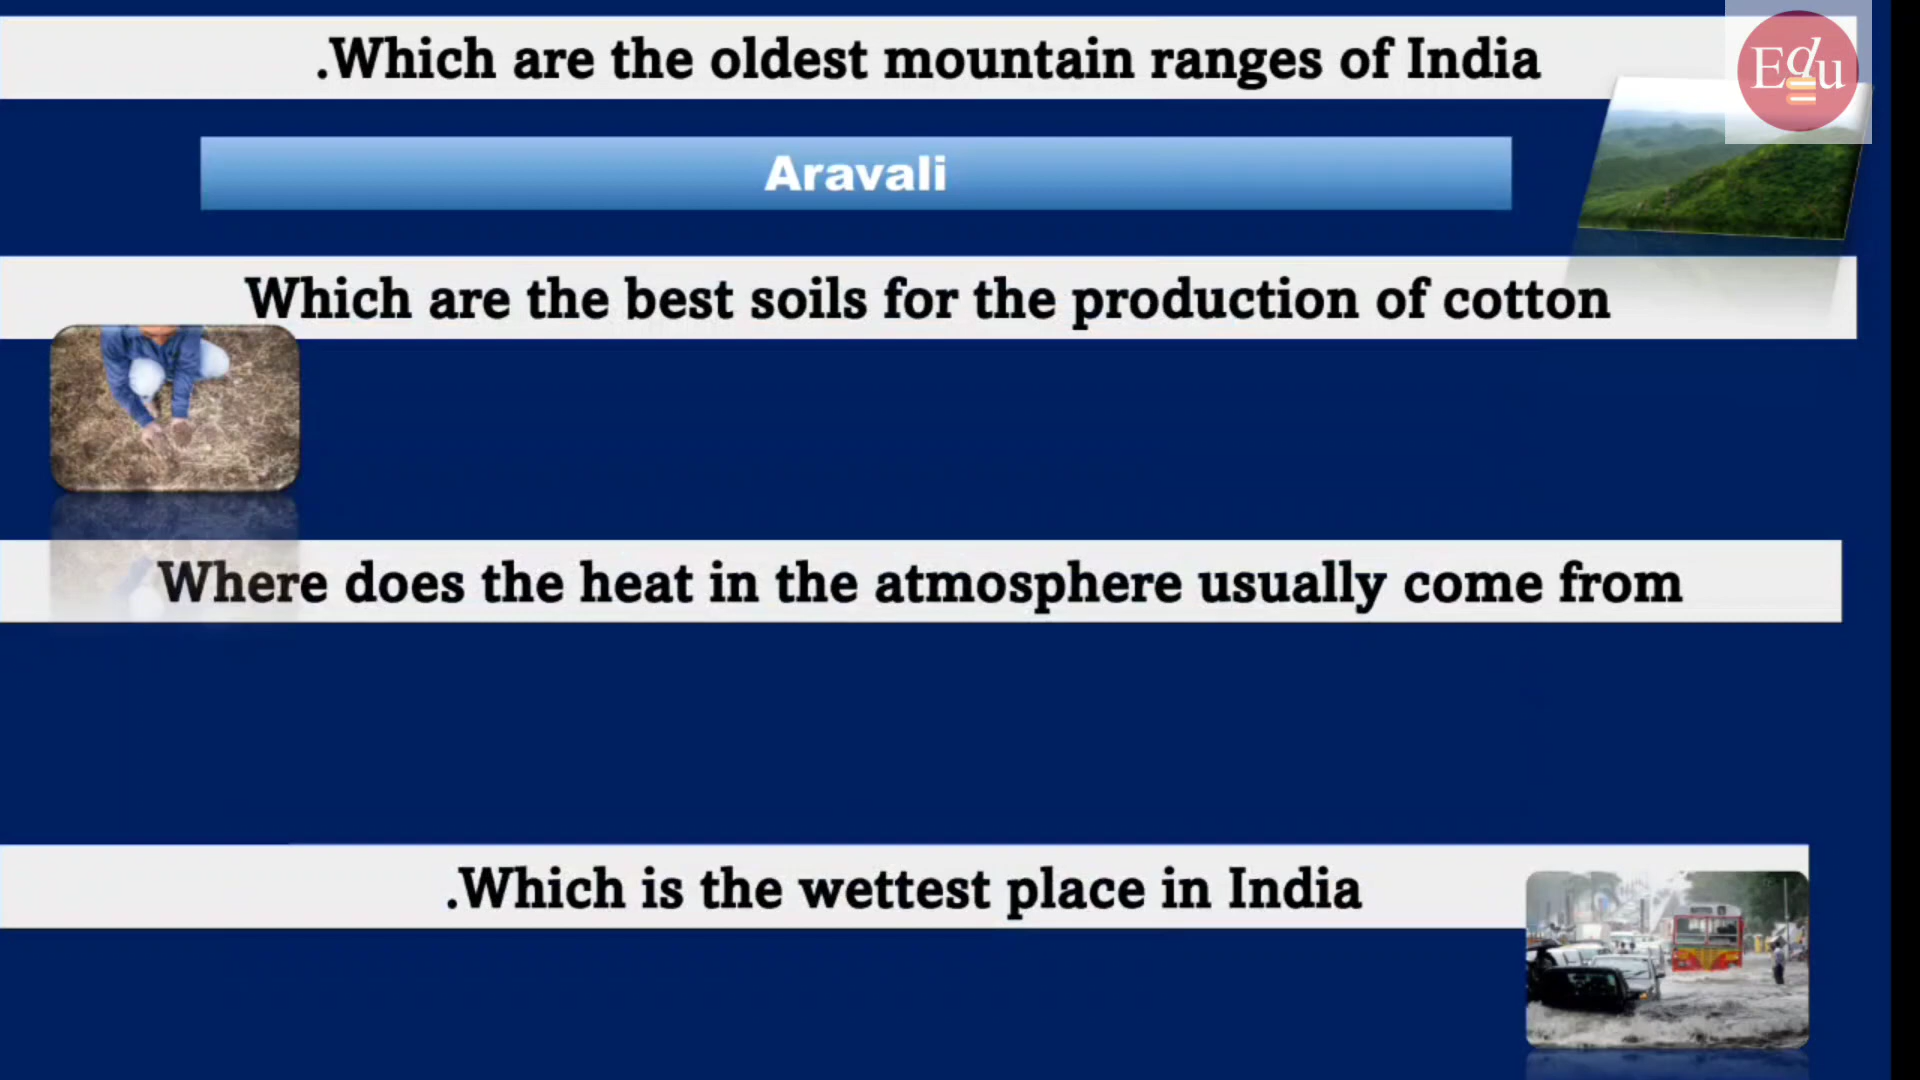 .Which are the oldest mountain ranges of India
Edu
Aravali
Which are the best soils for the production of cotton
Where does the heat in the atmosphere usually come from
.Which is the wettest place in India